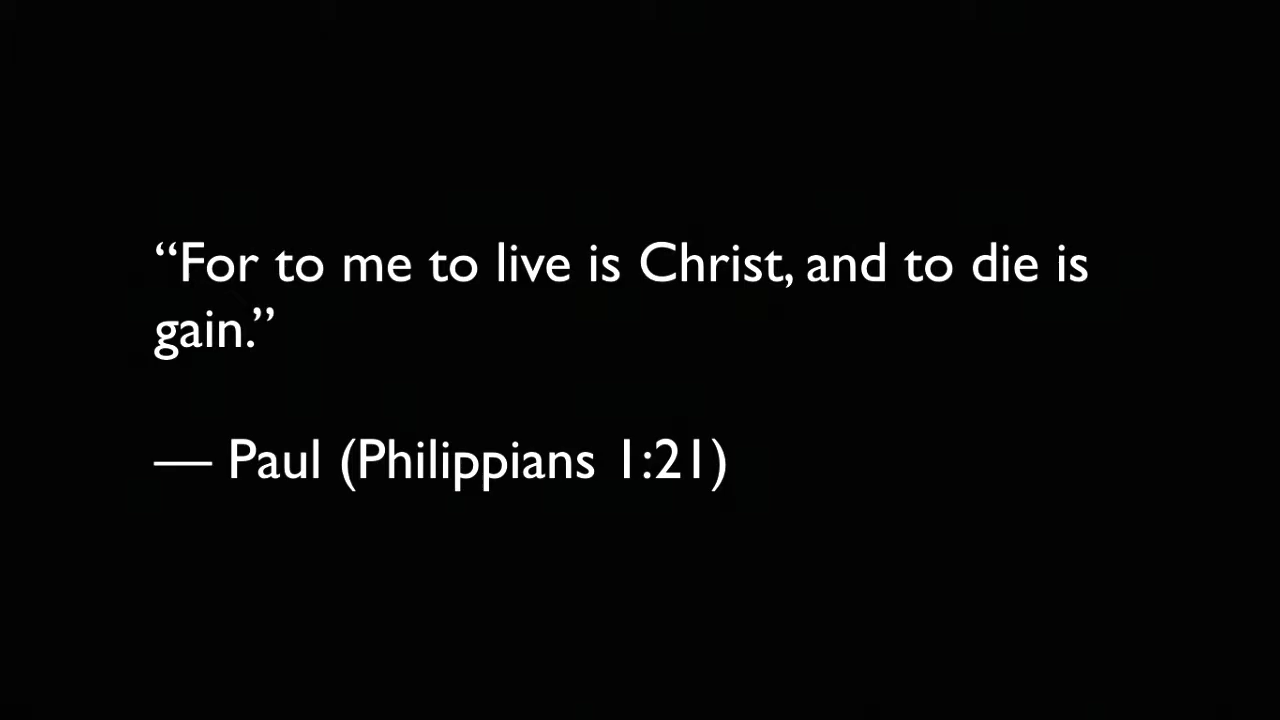 “For to me to live is Christ, and to die is
gain.”
— Paul (Philippians 1:21)